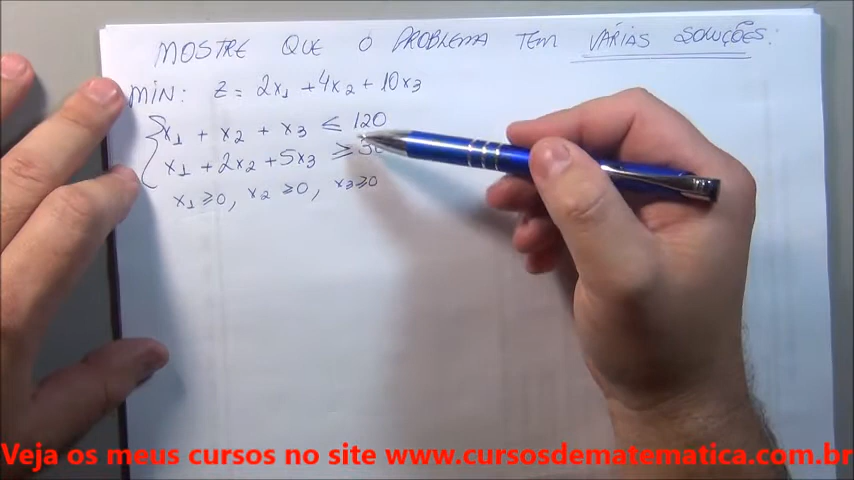 MOSTRE QUE O PROBLEMA TEM VÁRIAS SOLUÇÕES:
MIN: z = 2x₁ + 4x₂ + 10x₃
x₁ + x₂ + x₃ ≤ 120
x₁ + 2x₂ + 5x₃ ≥
x₁ ≥ 0, x₂ ≥ 0, x₃ ≥ 0
Veja os meus cursos no site www.cursosdematematica.com.br